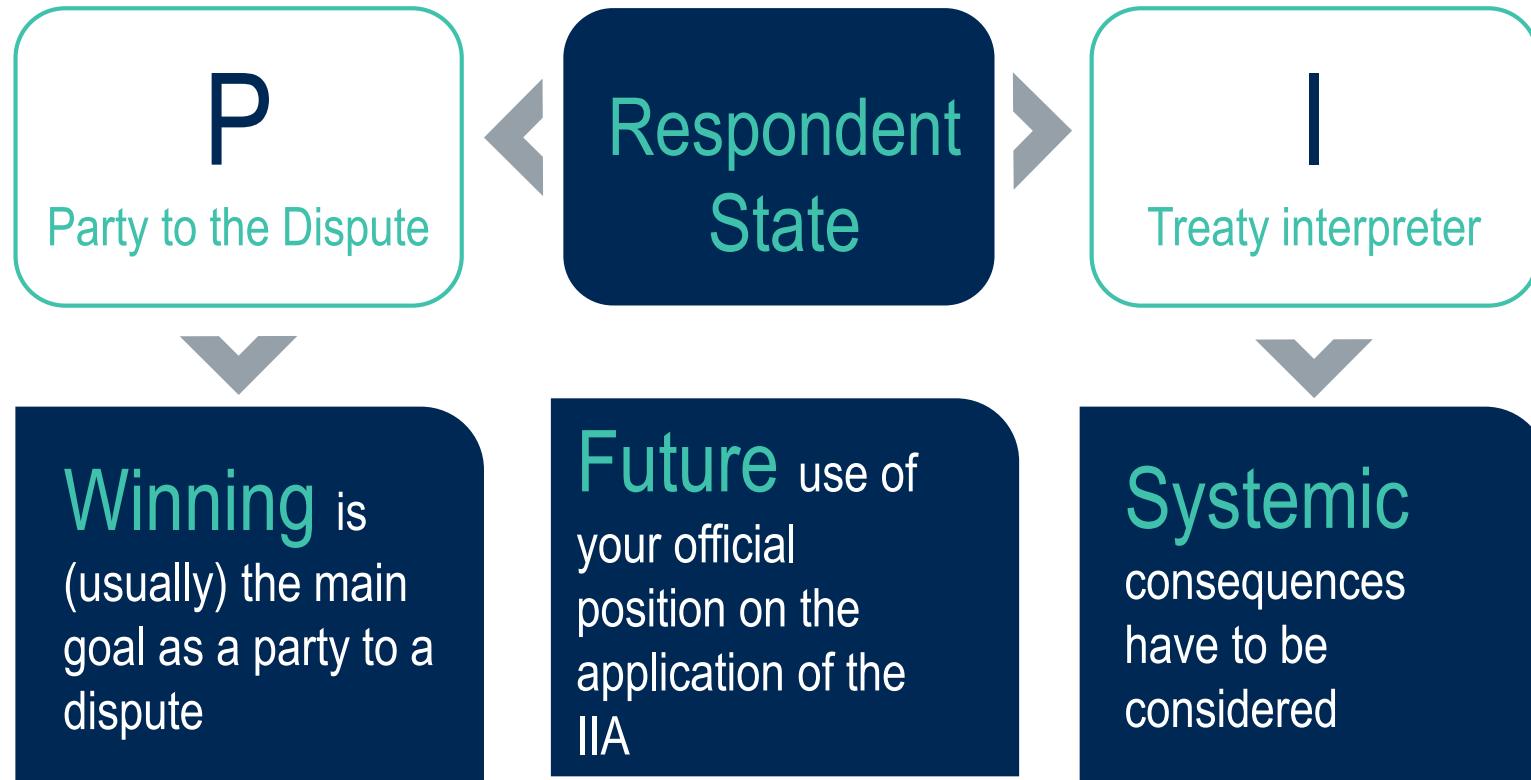 P
Party to the Dispute
Respondent
State
I
Treaty interpreter
Winning is
(usually) the main
goal as a party to a
dispute
Future use of
your official
position on the
application of the
IIA
Systemic
consequences
have to be
considered